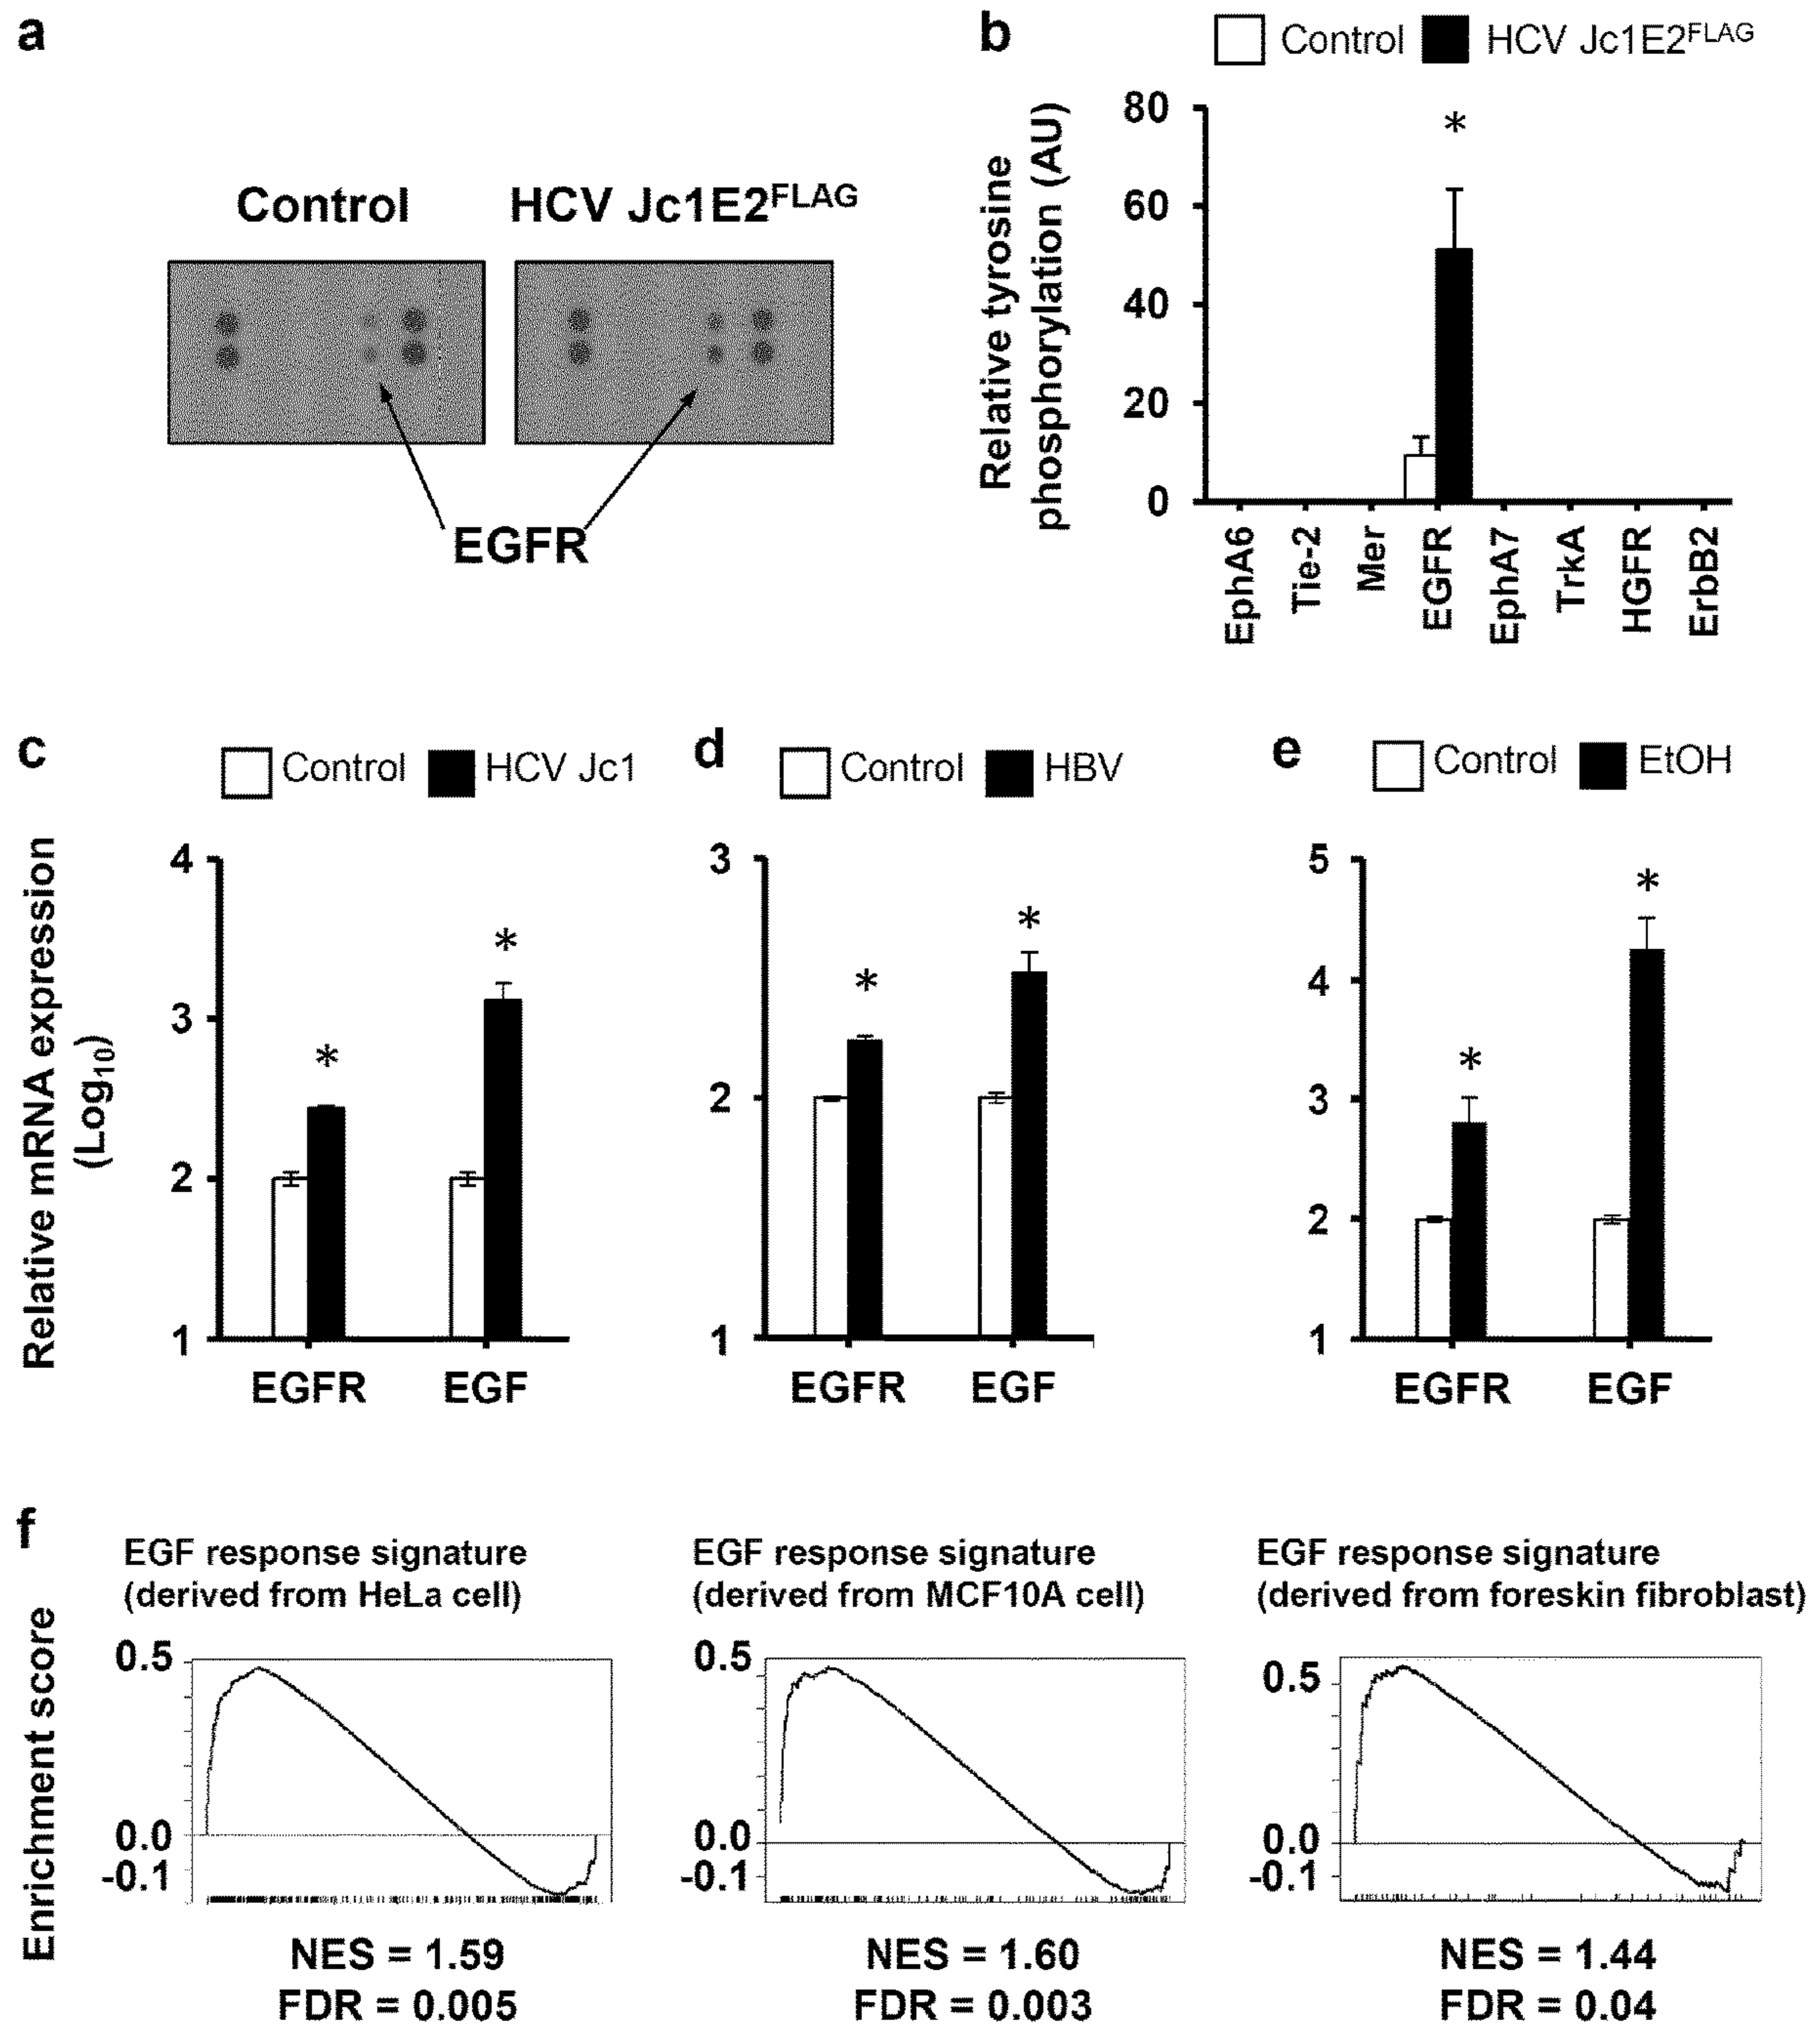 a
Control
HCV Jc1E2FLAG
EGFR
b
Control
HCV Jc1E2FLAG
Relative tyrosine
phosphorylation (AU)
80
60
40
20
0
*
EphA6
Tie-2
Mer
EGFR
EphA7
TrkA
HGFR
ErbB2
c
Control
HCV Jc1
Relative mRNA expression
(Log10)
4
3
2
1
*
*
EGFR
EGF
d
Control
HBV
3
2
1
*
*
EGFR
EGF
e
Control
EtOH
5
4
3
2
1
*
*
EGFR
EGF
f
Enrichment score
EGF response signature
(derived from HeLa cell)
0.5
0.0
-0.1
NES = 1.59
FDR = 0.005
EGF response signature
(derived from MCF10A cell)
0.5
0.0
-0.1
NES = 1.60
FDR = 0.003
EGF response signature
(derived from foreskin fibroblast)
0.5
0.0
-0.1
NES = 1.44
FDR = 0.04